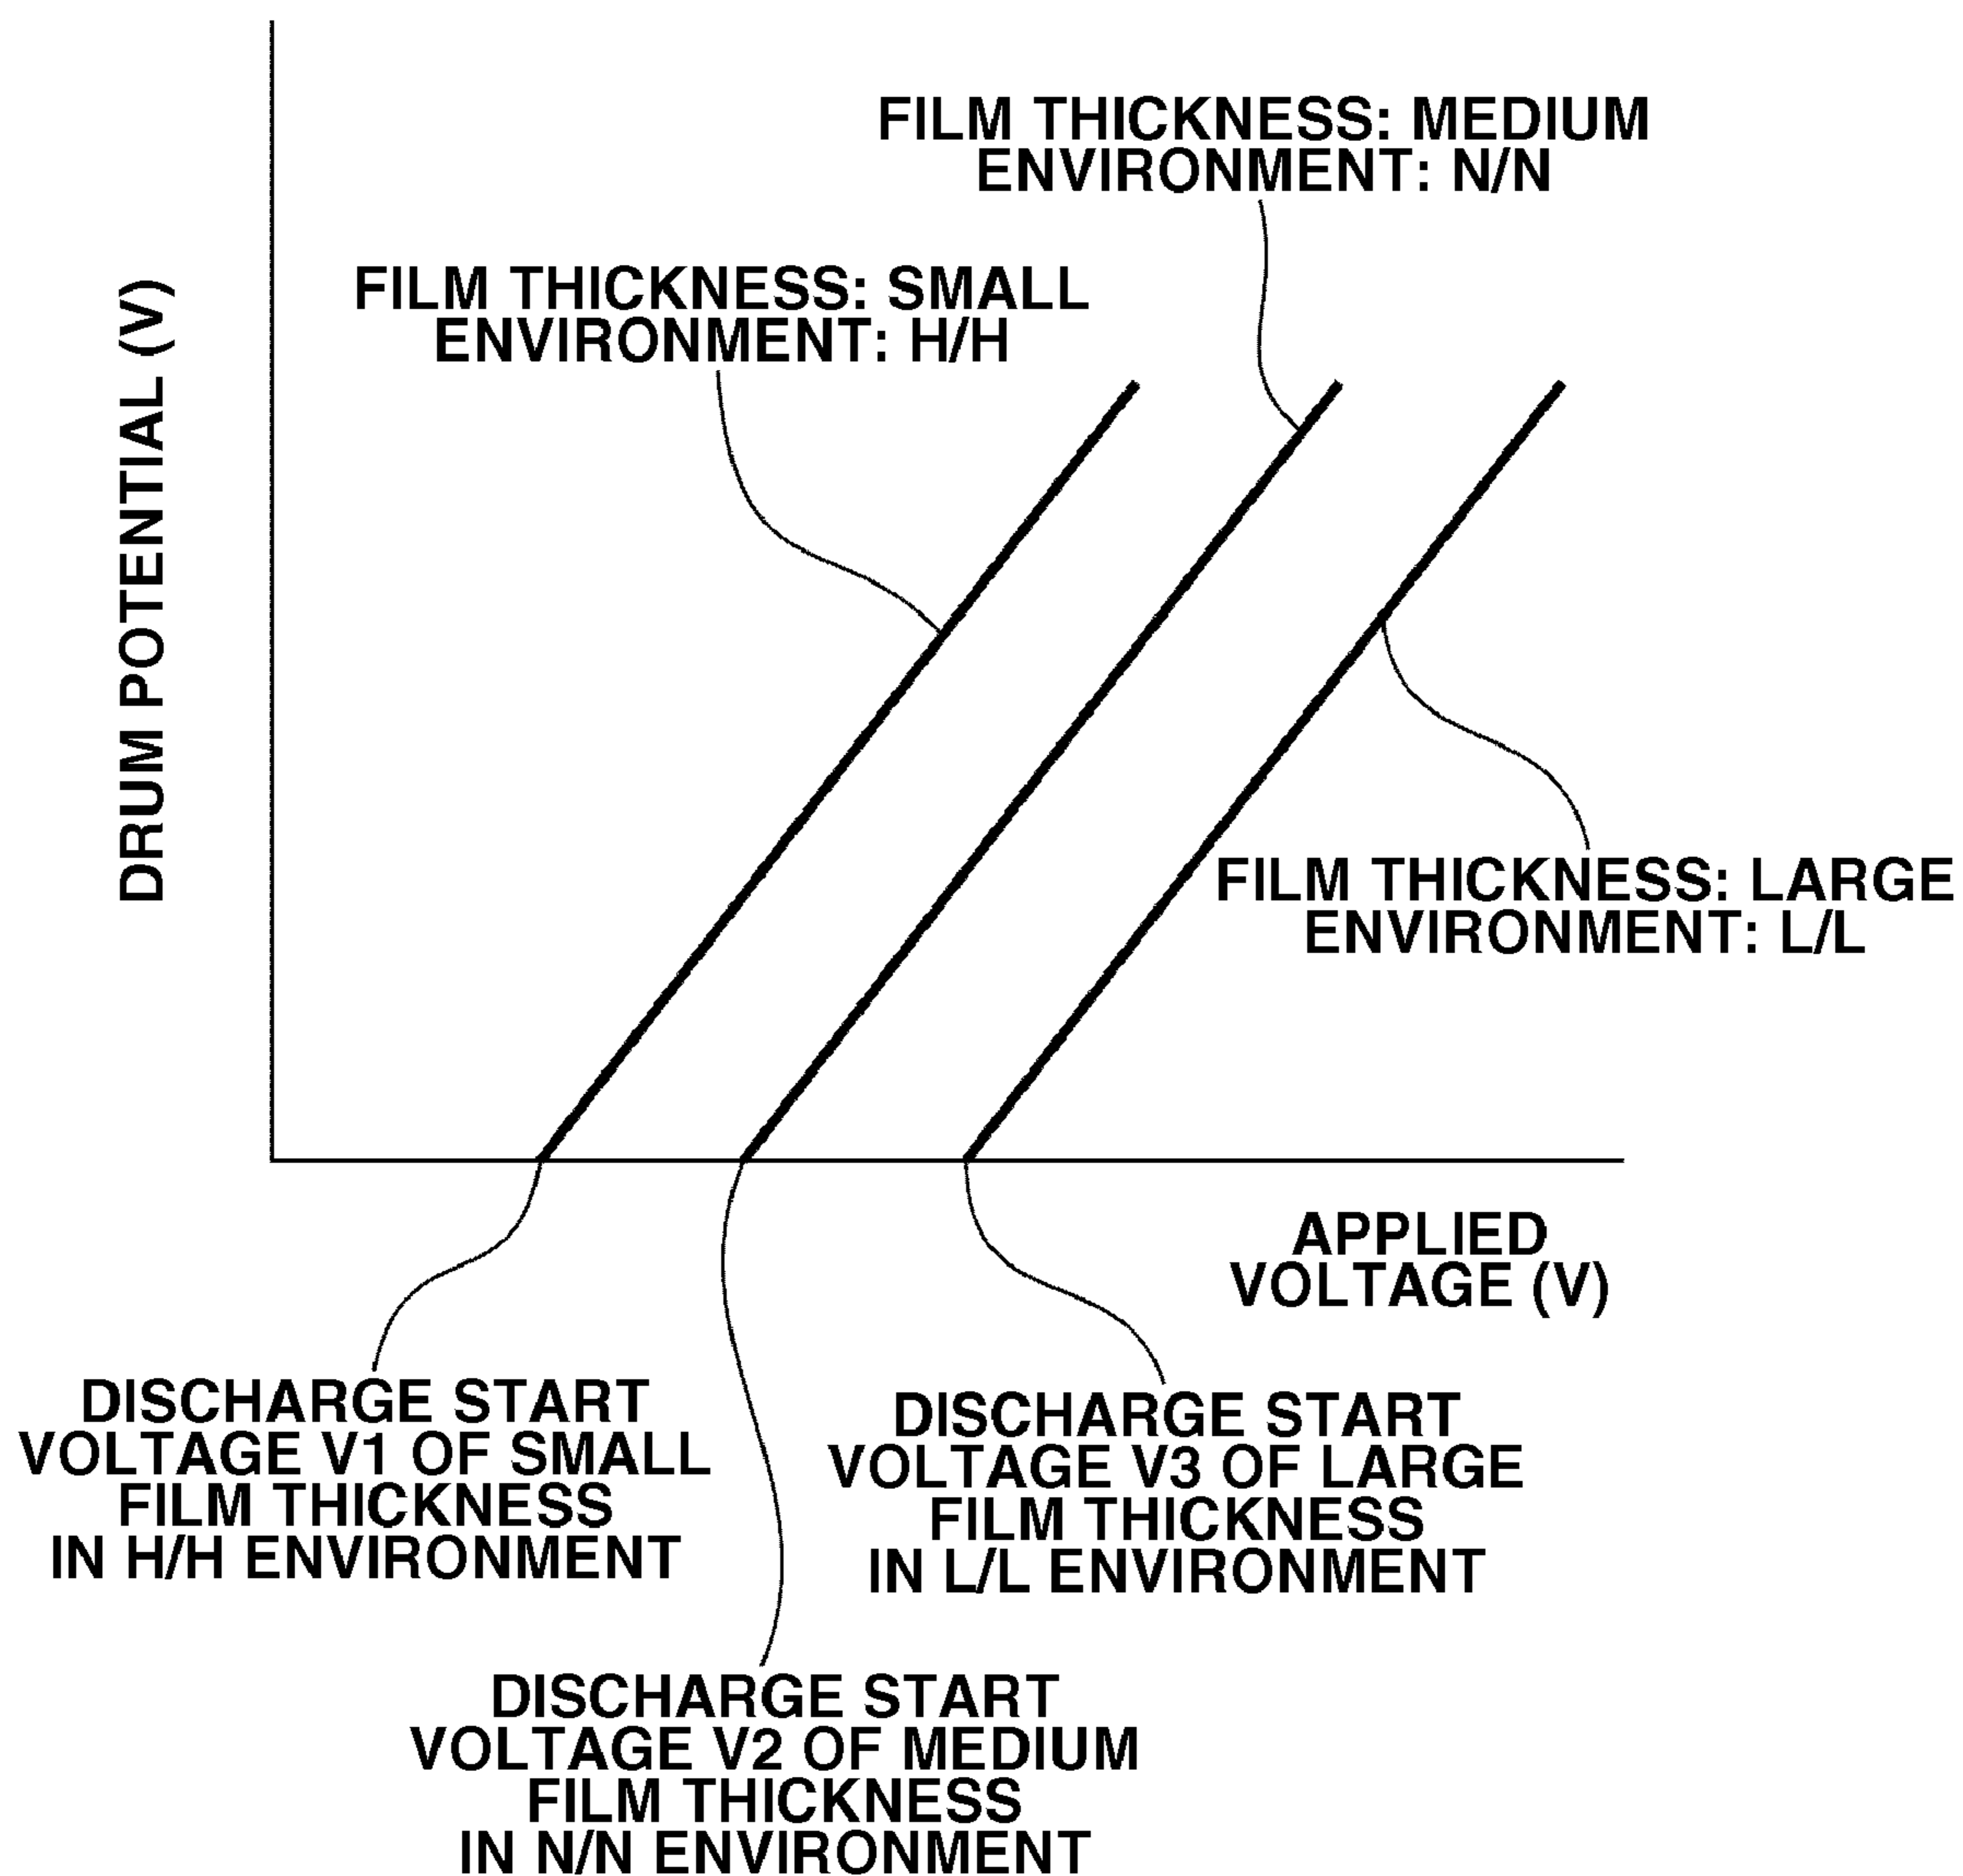 FILM THICKNESS: MEDIUM
ENVIRONMENT: N/N
FILM THICKNESS: SMALL
ENVIRONMENT: H/H
DRUM POTENTIAL (V)
FILM THICKNESS: LARGE
ENVIRONMENT: L/L
APPLIED
VOLTAGE (V)
DISCHARGE START
VOLTAGE V1 OF SMALL
FILM THICKNESS
IN H/H ENVIRONMENT
DISCHARGE START
VOLTAGE V3 OF LARGE
FILM THICKNESS
IN L/L ENVIRONMENT
DISCHARGE START
VOLTAGE V2 OF MEDIUM
FILM THICKNESS
IN N/N ENVIRONMENT